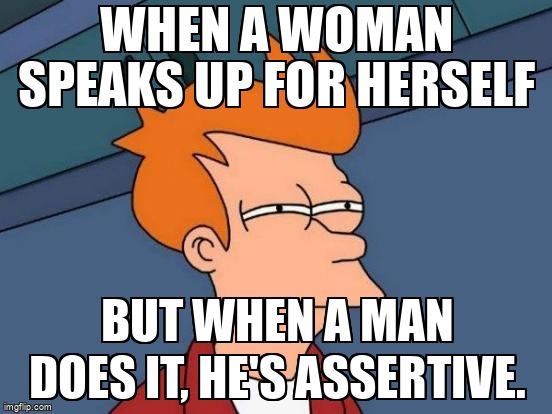 WHEN A WOMAN
SPEAKS UP FOR HERSELF
BUT WHEN A MAN
DOES IT, HE'S ASSERTIVE.
imgflip.com